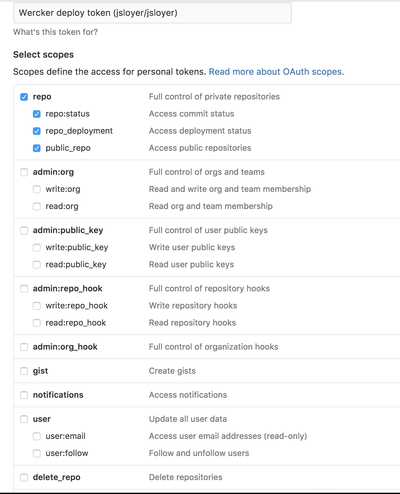 Wercker deploy token (jsloyer/jsloyer)
What's this token for?
Select scopes
Scopes define the access for personal tokens. Read more about OAuth scopes.
repo Full control of private repositories
repo:status Access commit status
repo_deployment Access deployment status
public_repo Access public repositories
admin:org Full control of orgs and teams
write:org Read and write org and team membership
read:org Read org and team membership
admin:public_key Full control of user public keys
write:public_key Write user public keys
read:public_key Read user public keys
admin:repo_hook Full control of repository hooks
write:repo_hook Write repository hooks
read:repo_hook Read repository hooks
admin:org_hook Full control of organization hooks
gist Create gists
notifications Access notifications
user Update all user data
user:email Access user email addresses (read-only)
user:follow Follow and unfollow users
delete_repo Delete repositories